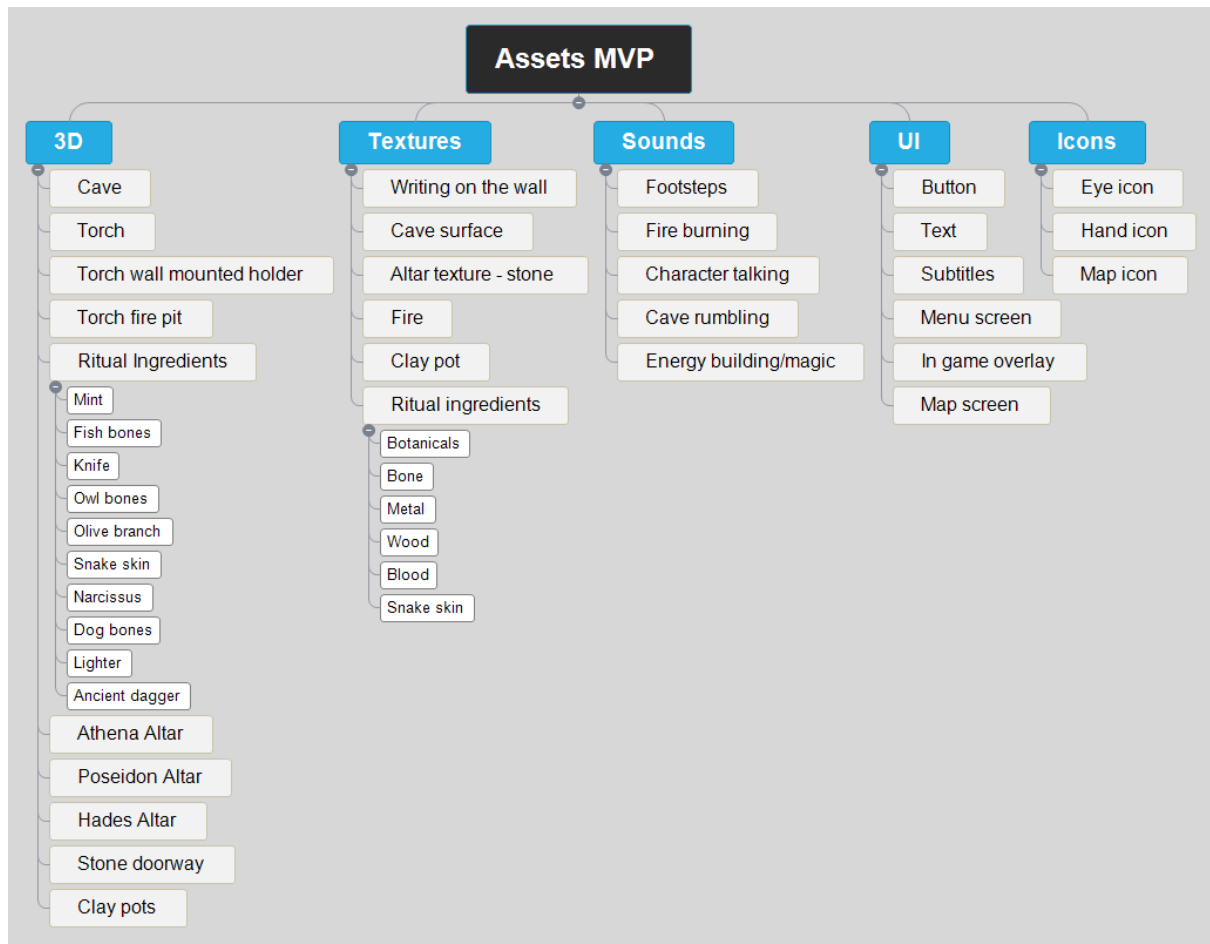 Assets MVP
3D
Cave
Torch
Torch wall mounted holder
Torch fire pit
Ritual Ingredients
Mint
Fish bones
Knife
Owl bones
Olive branch
Snake skin
Narcissus
Dog bones
Lighter
Ancient dagger
Athena Altar
Poseidon Altar
Hades Altar
Stone doorway
Clay pots
Textures
Writing on the wall
Cave surface
Altar texture - stone
Fire
Clay pot
Ritual ingredients
Botanicals
Bone
Metal
Wood
Blood
Snake skin
Sounds
Footsteps
Fire burning
Character talking
Cave rumbling
Energy building/magic
UI
Button
Text
Subtitles
Menu screen
In game overlay
Map screen
Icons
Eye icon
Hand icon
Map icon